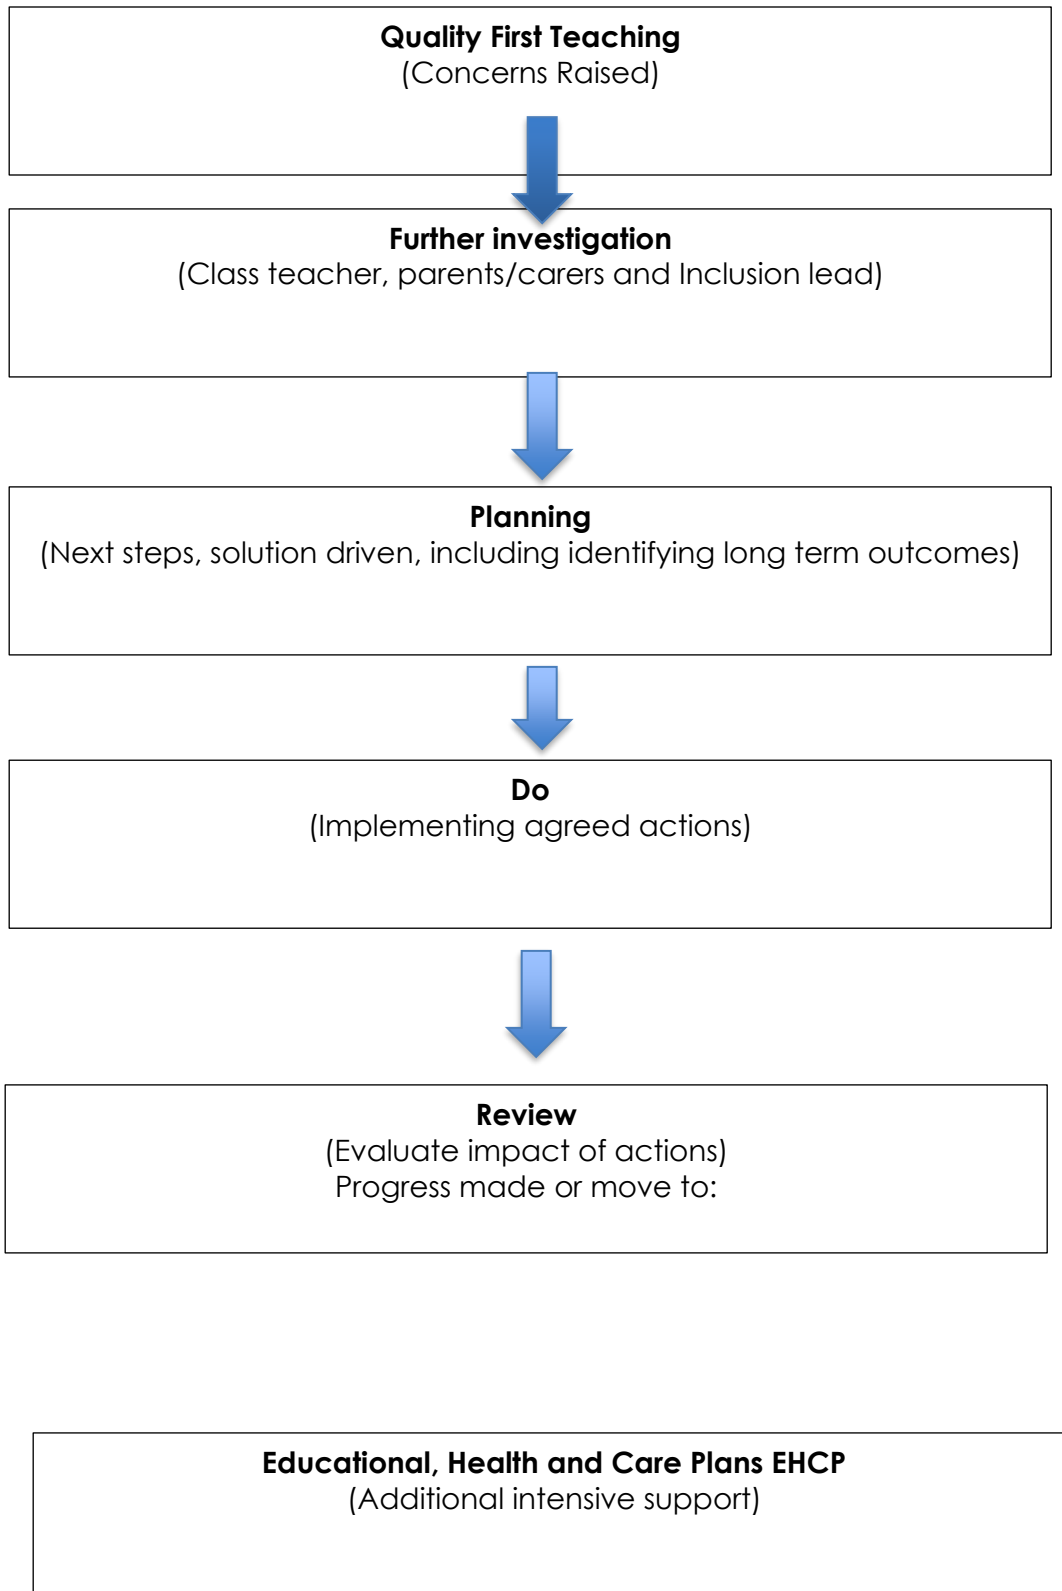 Quality First Teaching
(Concerns Raised)
Further investigation
(Class teacher, parents/carers and Inclusion lead)
Planning
(Next steps, solution driven, including identifying long term outcomes)
Do
(Implementing agreed actions)
Review
(Evaluate impact of actions)
Progress made or move to:
Educational, Health and Care Plans EHCP
(Additional intensive support)